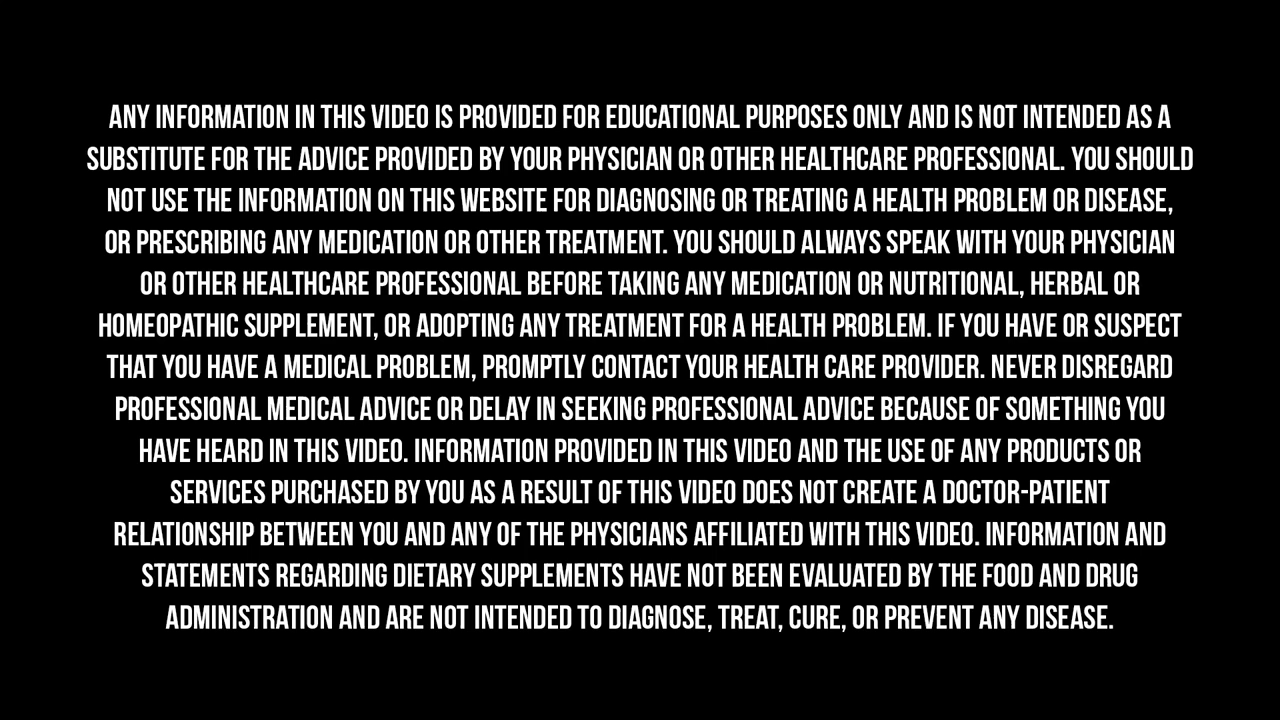 ANY INFORMATION IN THIS VIDEO IS PROVIDED FOR EDUCATIONAL PURPOSES ONLY AND IS NOT INTENDED AS A
SUBSTITUTE FOR THE ADVICE PROVIDED BY YOUR PHYSICIAN OR OTHER HEALTHCARE PROFESSIONAL. YOU SHOULD
NOT USE THE INFORMATION ON THIS WEBSITE FOR DIAGNOSING OR TREATING A HEALTH PROBLEM OR DISEASE,
OR PRESCRIBING ANY MEDICATION OR OTHER TREATMENT. YOU SHOULD ALWAYS SPEAK WITH YOUR PHYSICIAN
OR OTHER HEALTHCARE PROFESSIONAL BEFORE TAKING ANY MEDICATION OR NUTRITIONAL, HERBAL OR
HOMEOPATHIC SUPPLEMENT, OR ADOPTING ANY TREATMENT FOR A HEALTH PROBLEM. IF YOU HAVE OR SUSPECT
THAT YOU HAVE A MEDICAL PROBLEM, PROMPTLY CONTACT YOUR HEALTH CARE PROVIDER. NEVER DISREGARD
PROFESSIONAL MEDICAL ADVICE OR DELAY IN SEEKING PROFESSIONAL ADVICE BECAUSE OF SOMETHING YOU
HAVE HEARD IN THIS VIDEO. INFORMATION PROVIDED IN THIS VIDEO AND THE USE OF ANY PRODUCTS OR
SERVICES PURCHASED BY YOU AS A RESULT OF THIS VIDEO DOES NOT CREATE A DOCTOR-PATIENT
RELATIONSHIP BETWEEN YOU AND ANY OF THE PHYSICIANS AFFILIATED WITH THIS VIDEO. INFORMATION AND
STATEMENTS REGARDING DIETARY SUPPLEMENTS HAVE NOT BEEN EVALUATED BY THE FOOD AND DRUG
ADMINISTRATION AND ARE NOT INTENDED TO DIAGNOSE, TREAT, CURE, OR PREVENT ANY DISEASE.